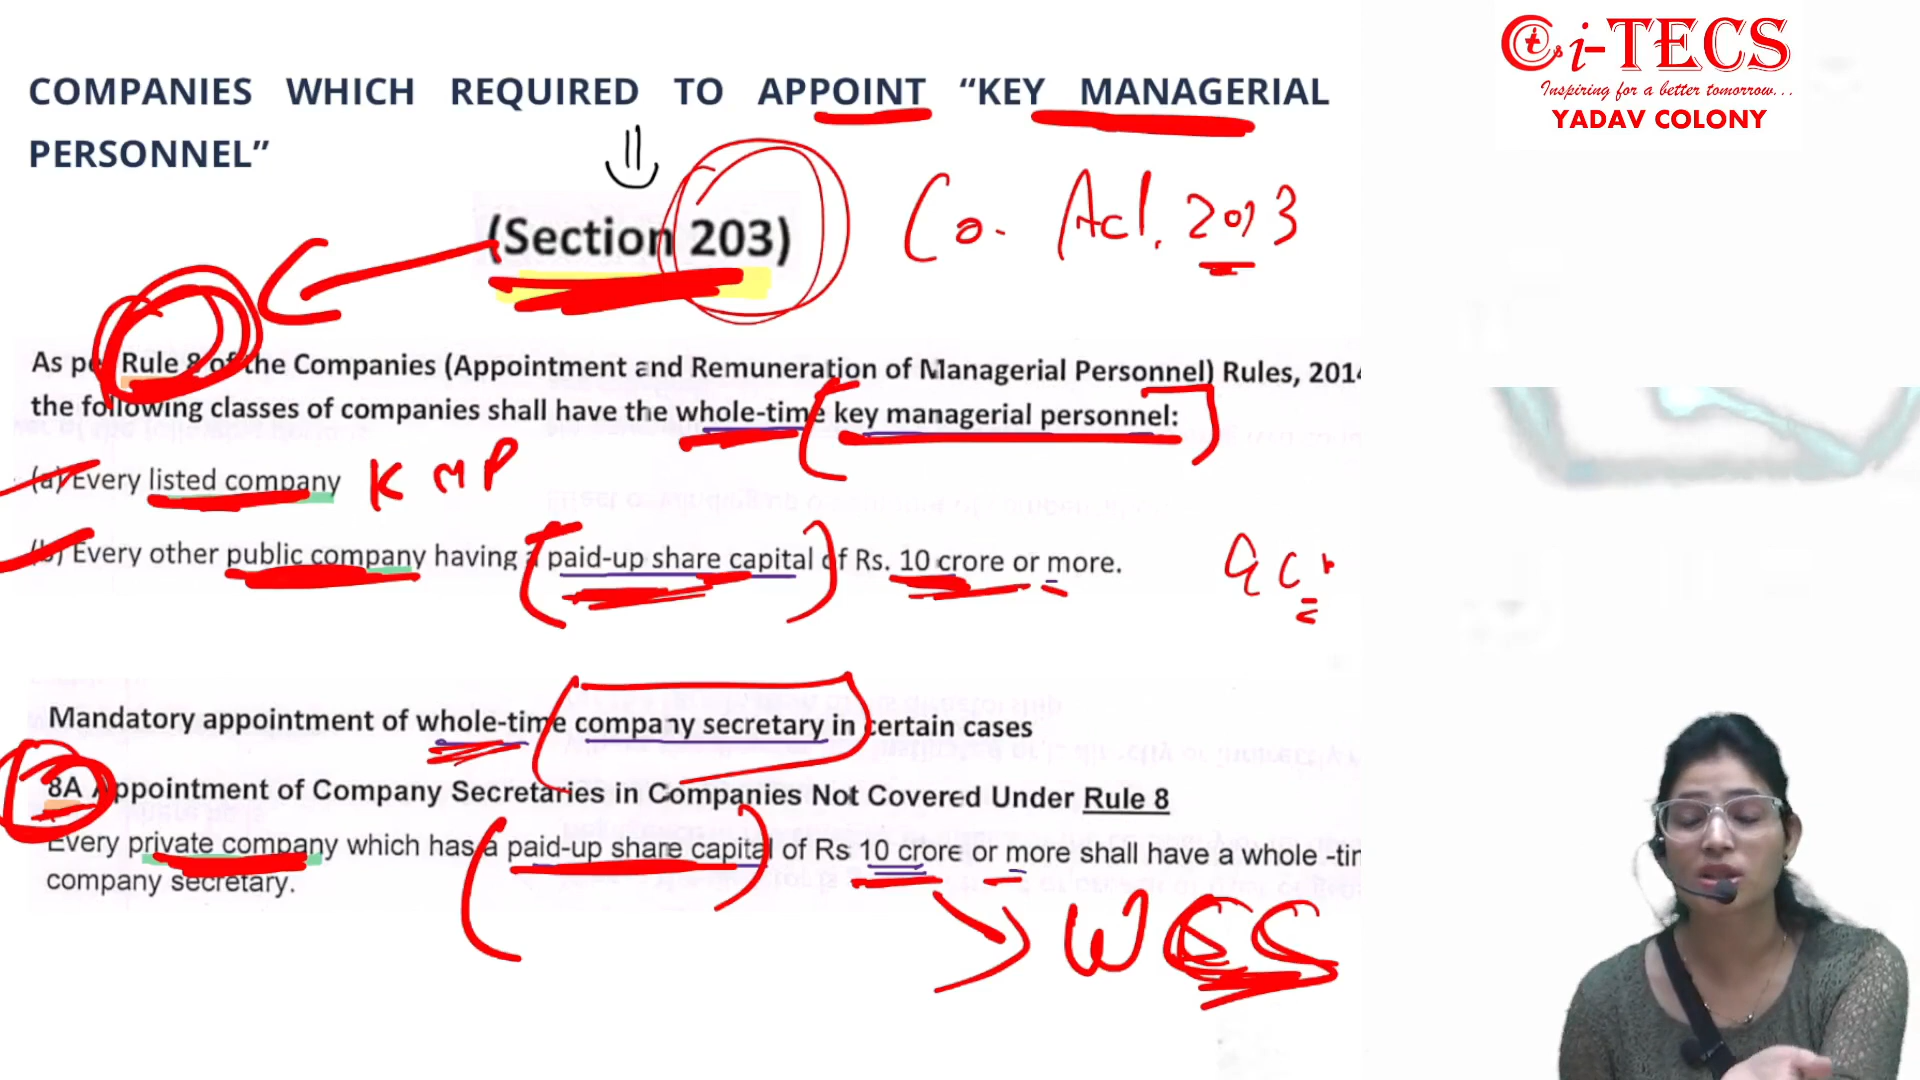 i-TECS
Inspiring for a better tomorrow...
YADAV COLONY
COMPANIES WHICH REQUIRED TO APPOINT “KEY MANAGERIAL
PERSONNEL”
(Section 203)
Co. Act. 2013
As per Rule 8 of the Companies (Appointment and Remuneration of Managerial Personnel) Rules, 2014
the following classes of companies shall have the whole-time key managerial personnel:
(a) Every listed company
KMP
(b) Every other public company having a paid-up share capital of Rs. 10 crore or more.
Mandatory appointment of whole-time company secretary in certain cases
8A Appointment of Company Secretaries in Companies Not Covered Under Rule 8
Every private company which has a paid-up share capital of Rs 10 crore or more shall have a whole -tim
company secretary.